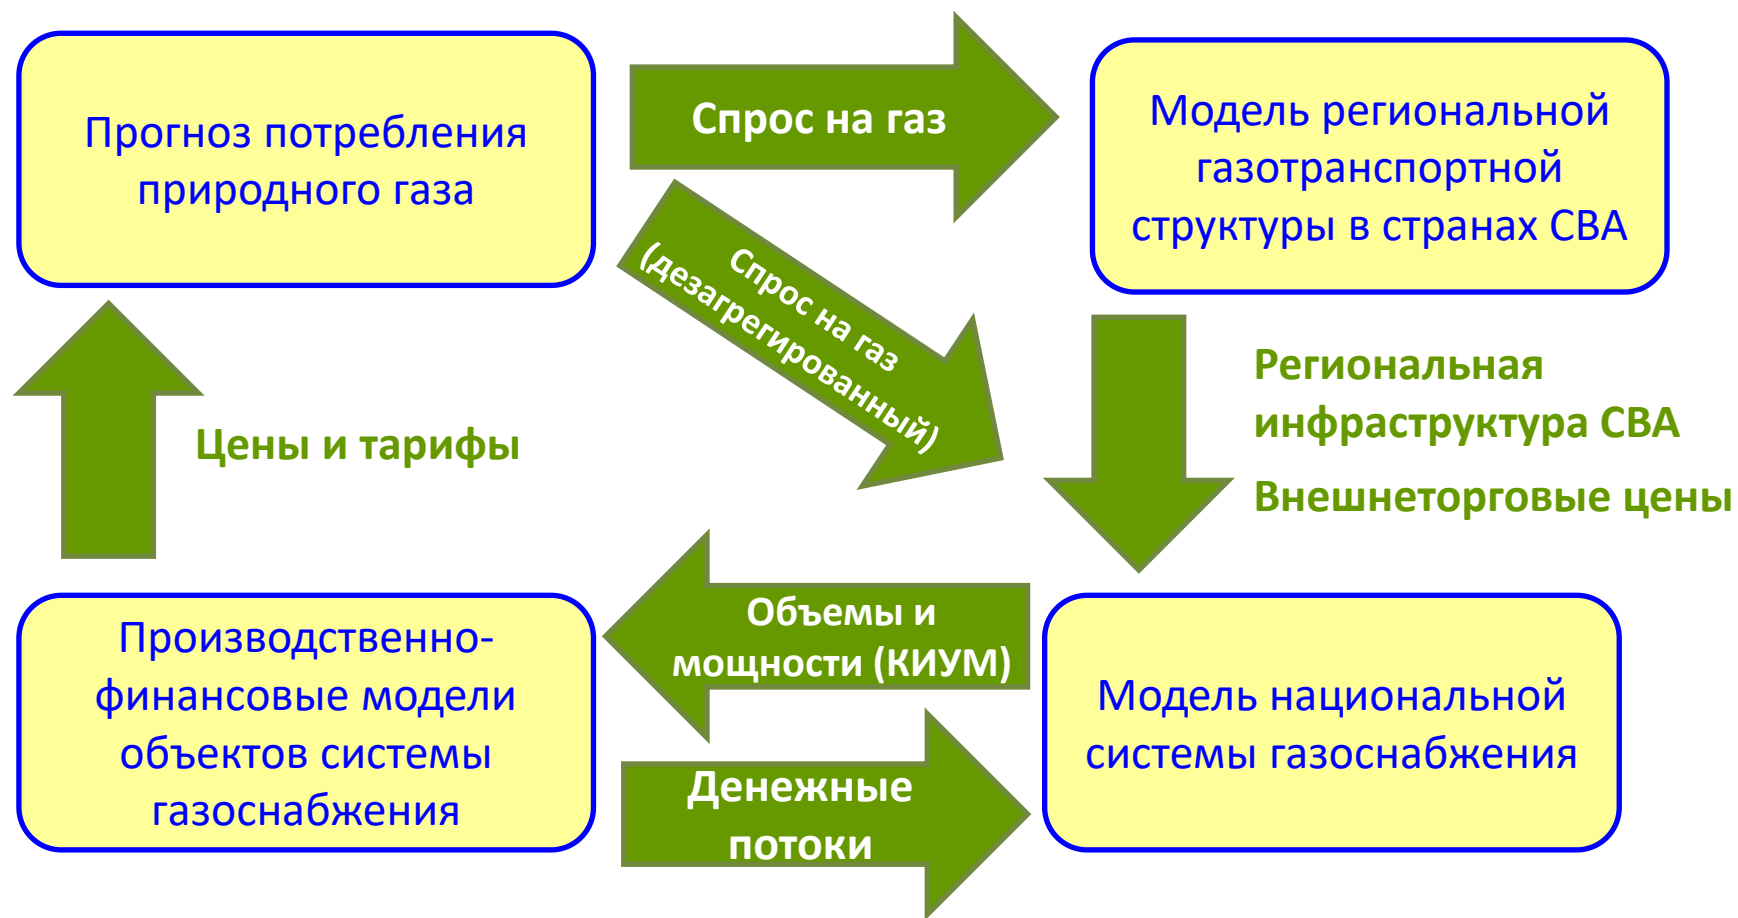 Прогноз потребления
природного газа
Спрос на газ
Модель региональной
газотранспортной
структуры в странах СВА
Спрос на газ
(дезагрегированный)
Региональная
инфраструктура СВА
Внешнеторговые цены
Цены и тарифы
Производственно-
финансовые модели
объектов системы
газоснабжения
Объемы и
мощности (КИУМ)
Денежные
потоки
Модель национальной
системы газоснабжения